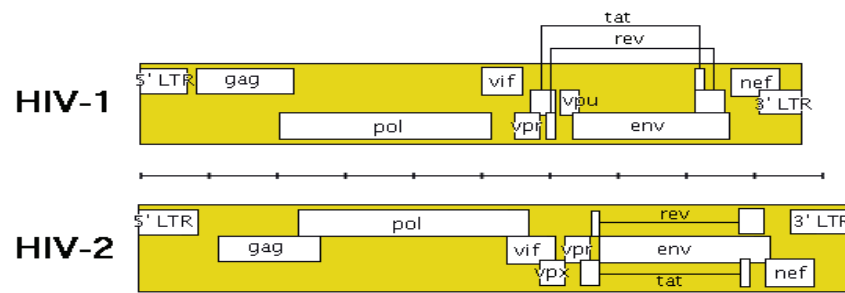 tat
rev
5' LTR gag vif nef
HIV-1 vpu 3' LTR
pol vpr env
5' LTR pol rev 3' LTR
HIV-2 gag vif vpr env
vpx tat nef